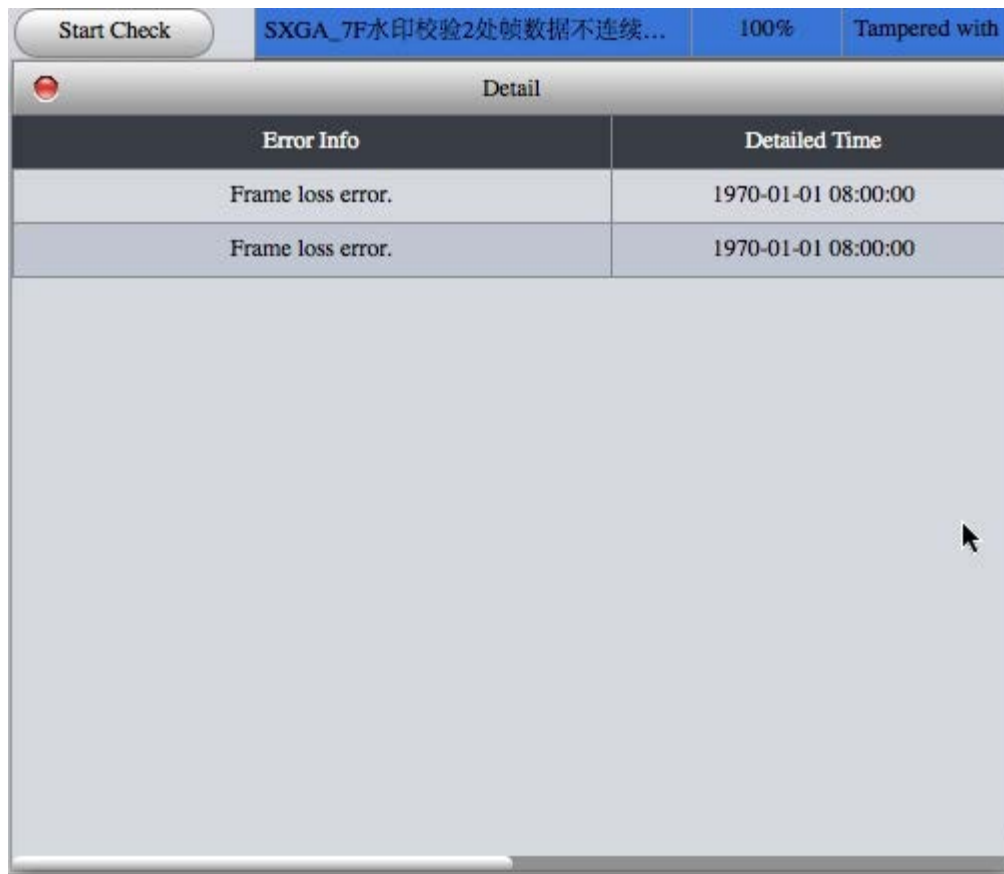 Start Check SXGA_7F水印校验2处帧数据不连续... 100% Tampered with
Detail
Error Info Detailed Time
Frame loss error. 1970-01-01 08:00:00
Frame loss error. 1970-01-01 08:00:00